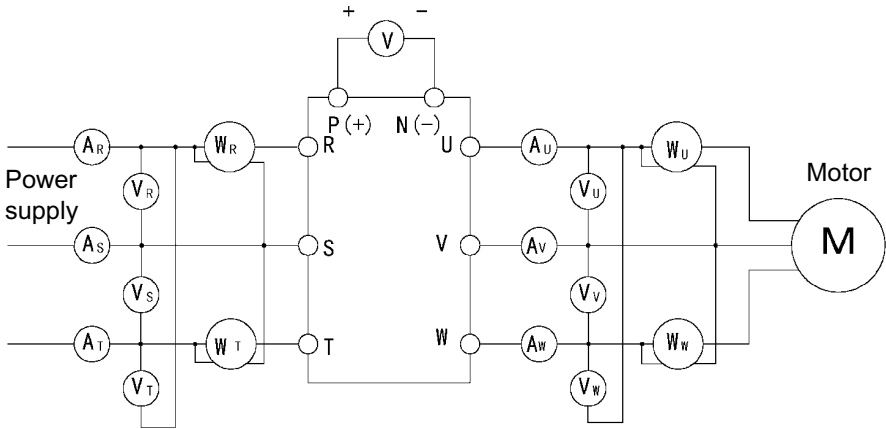 + −
V
P(+) N(−)
AR WR R U AU WU
Power supply
VR VU
Motor
AS S V AV M
VS VV
AT WT T W AW WW
VT VW